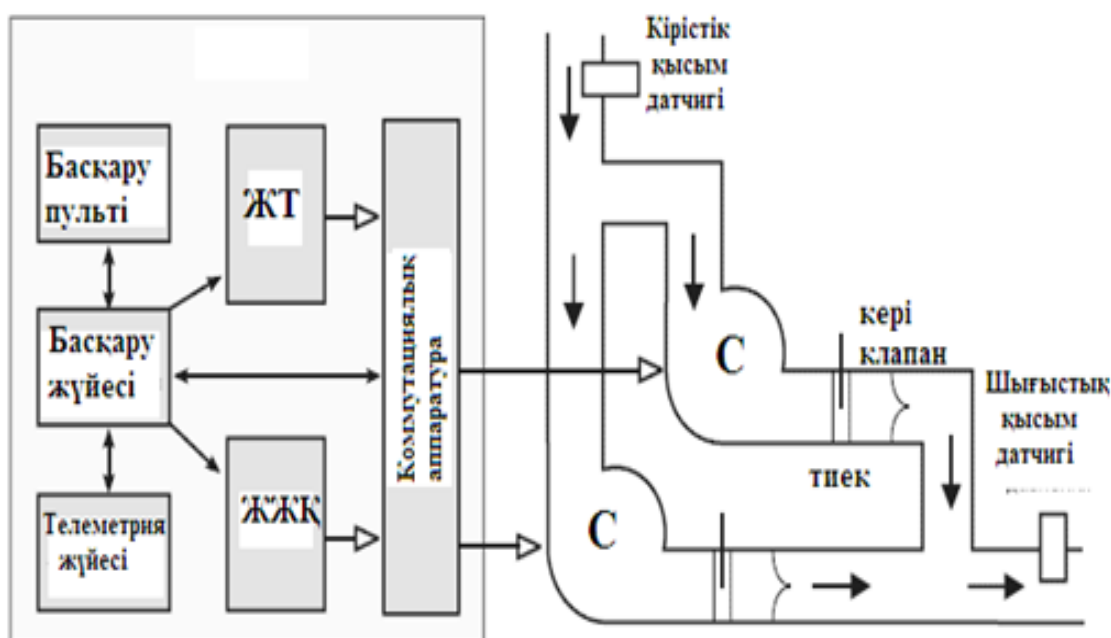 Басқару
пульті
Басқару
жүйесі
Телеметрия
жүйесі
ЖТ
ЖЖҚ
Коммутациялық
аппаратура
Кірістік
қысым
датчигі
С
кері
клапан
Шығыстық
қысым
датчигі
тиек
С